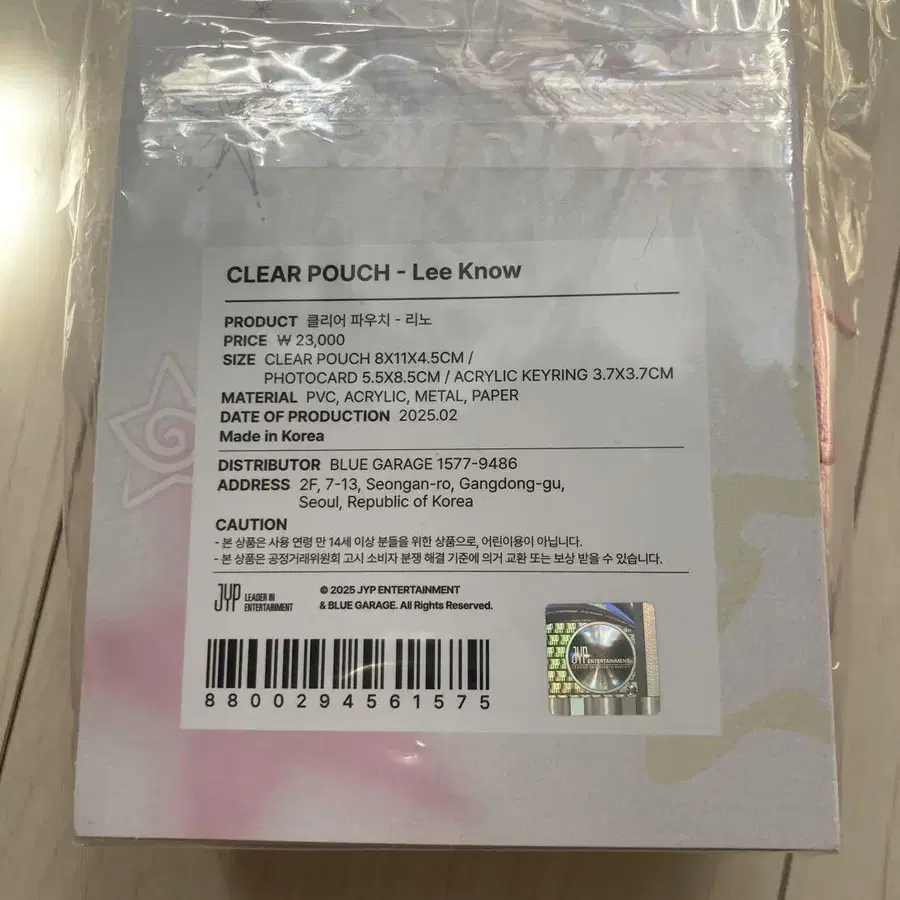 CLEAR POUCH - Lee Know
PRODUCT 클리어 파우치 - 리노
PRICE ₩ 23,000
SIZE CLEAR POUCH 8X11X4.5CM /
PHOTOCARD 5.5X8.5CM / ACRYLIC KEYRING 3.7X3.7CM
MATERIAL PVC, ACRYLIC, METAL, PAPER
DATE OF PRODUCTION 2025.02
Made in Korea
DISTRIBUTOR BLUE GARAGE 1577-9486
ADDRESS 2F, 7-13, Seongan-ro, Gangdong-gu,
Seoul, Republic of Korea
CAUTION
- 본 상품은 사용 연령 만 14세 이상 분들을 위한 상품으로, 어린이용이 아닙니다.
- 본 상품은 공정거래위원회 고시 소비자 분쟁 해결 기준에 의거 교환 또는 보상 받을 수 있습니다.
JYP LEADER IN
ENTERTAINMENT
© 2025 JYP ENTERTAINMENT
& BLUE GARAGE. All Rights Reserved.
8800294561575
JYP ENTERTAINMENT